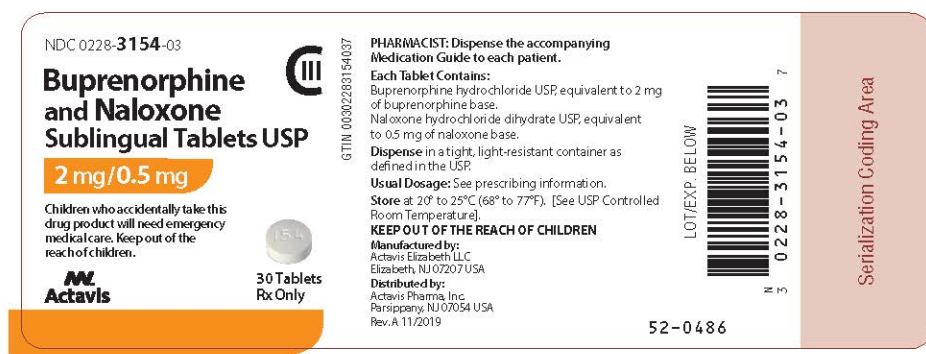 NDC 0228-3154-03
CIII
Buprenorphine
and Naloxone
Sublingual Tablets USP
2 mg/0.5 mg
Children who accidentally take this
drug product will need emergency
medical care. Keep out of the
reach of children.
154
Actavis
30 Tablets
Rx Only
GTIN 00302283154037
PHARMACIST: Dispense the accompanying
Medication Guide to each patient.
Each Tablet Contains:
Buprenorphine hydrochloride USP, equivalent to 2 mg
of buprenorphine base.
Naloxone hydrochloride dihydrate USP, equivalent
to 0.5 mg of naloxone base.
Dispense in a tight, light-resistant container as
defined in the USP.
Usual Dosage: See prescribing information.
Store at 20° to 25°C (68° to 77°F). [See USP Controlled
Room Temperature].
KEEP OUT OF THE REACH OF CHILDREN
Manufactured by:
Actavis Elizabeth LLC
Elizabeth, NJ 07207 USA
Distributed by:
Actavis Pharma, Inc.
Parsippany, NJ 07054 USA
Rev. A 11/2019
LOT/EXP. BELOW
N3 0228-3154-03 7
52-0486
Serialization Coding Area